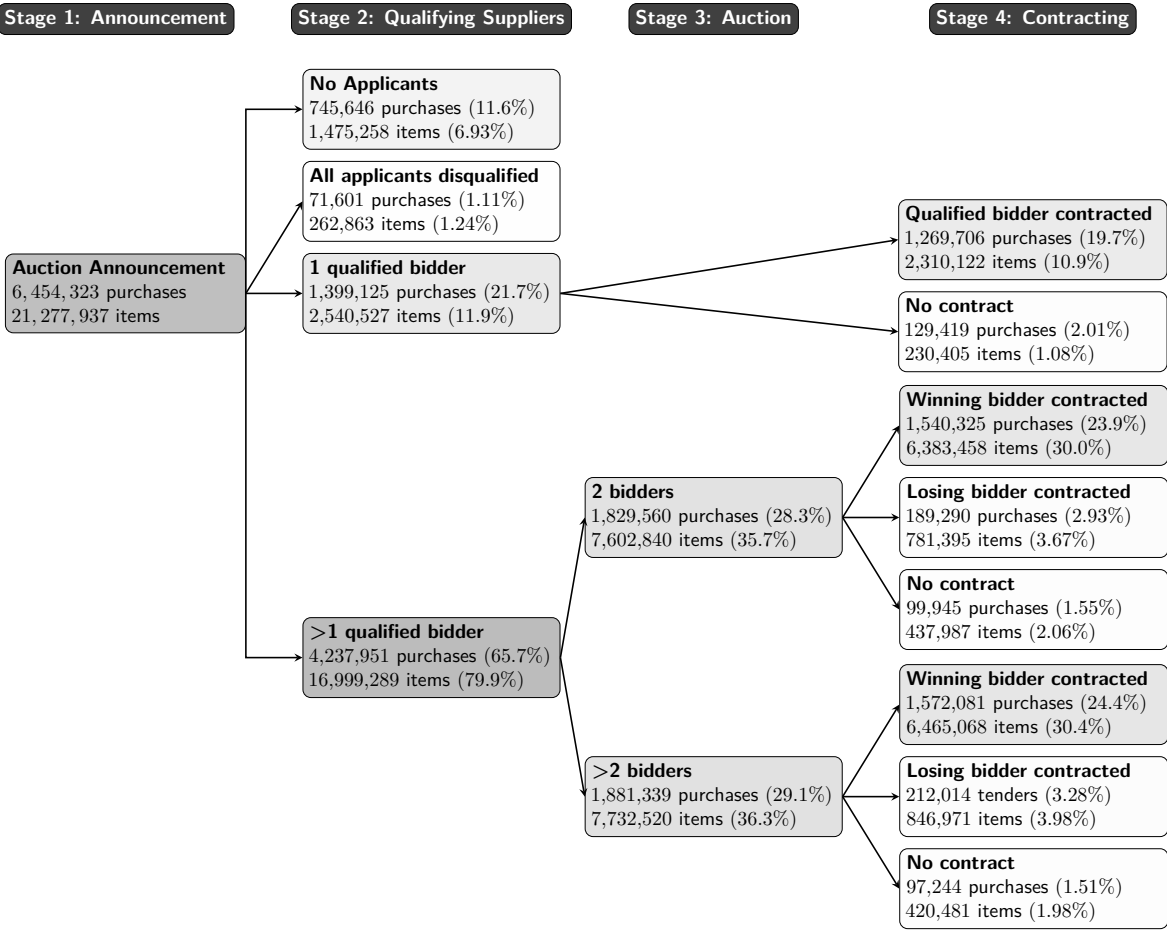 Stage 1: Announcement
Stage 2: Qualifying Suppliers
Stage 3: Auction
Stage 4: Contracting
No Applicants
745,646 purchases (11.6%)
1,475,258 items (6.93%)
All applicants disqualified
71,601 purchases (1.11%)
262,863 items (1.24%)
Auction Announcement
6,454,323 purchases
21,277,937 items
1 qualified bidder
1,399,125 purchases (21.7%)
2,540,527 items (11.9%)
Qualified bidder contracted
1,269,706 purchases (19.7%)
2,310,122 items (10.9%)
No contract
129,419 purchases (2.01%)
230,405 items (1.08%)
>1 qualified bidder
4,237,951 purchases (65.7%)
16,999,289 items (79.9%)
2 bidders
1,829,560 purchases (28.3%)
7,602,840 items (35.7%)
Winning bidder contracted
1,540,325 purchases (23.9%)
6,383,458 items (30.0%)
Losing bidder contracted
189,290 purchases (2.93%)
781,395 items (3.67%)
No contract
99,945 purchases (1.55%)
437,987 items (2.06%)
>2 bidders
1,881,339 purchases (29.1%)
7,732,520 items (36.3%)
Winning bidder contracted
1,572,081 purchases (24.4%)
6,465,068 items (30.4%)
Losing bidder contracted
212,014 tenders (3.28%)
846,971 items (3.98%)
No contract
97,244 purchases (1.51%)
420,481 items (1.98%)